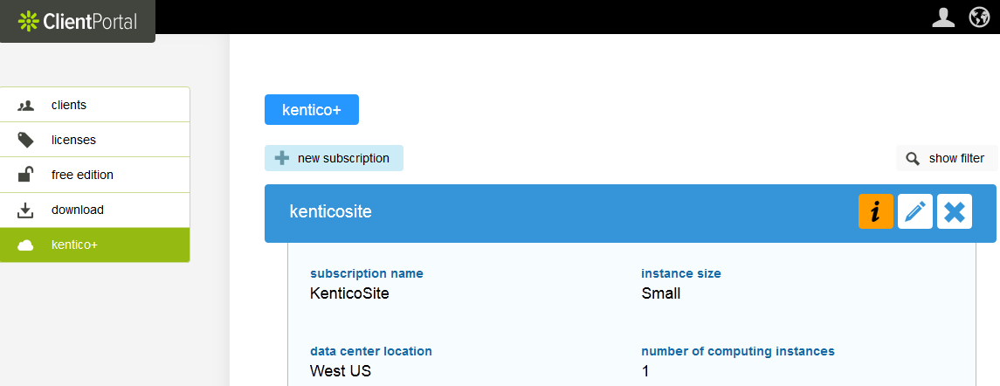 ClientPortal
clients
licenses
free edition
download
kentico+
kentico+
new subscription
show filter
kenticosite
i
subscription name
KenticoSite
instance size
Small
data center location
West US
number of computing instances
1